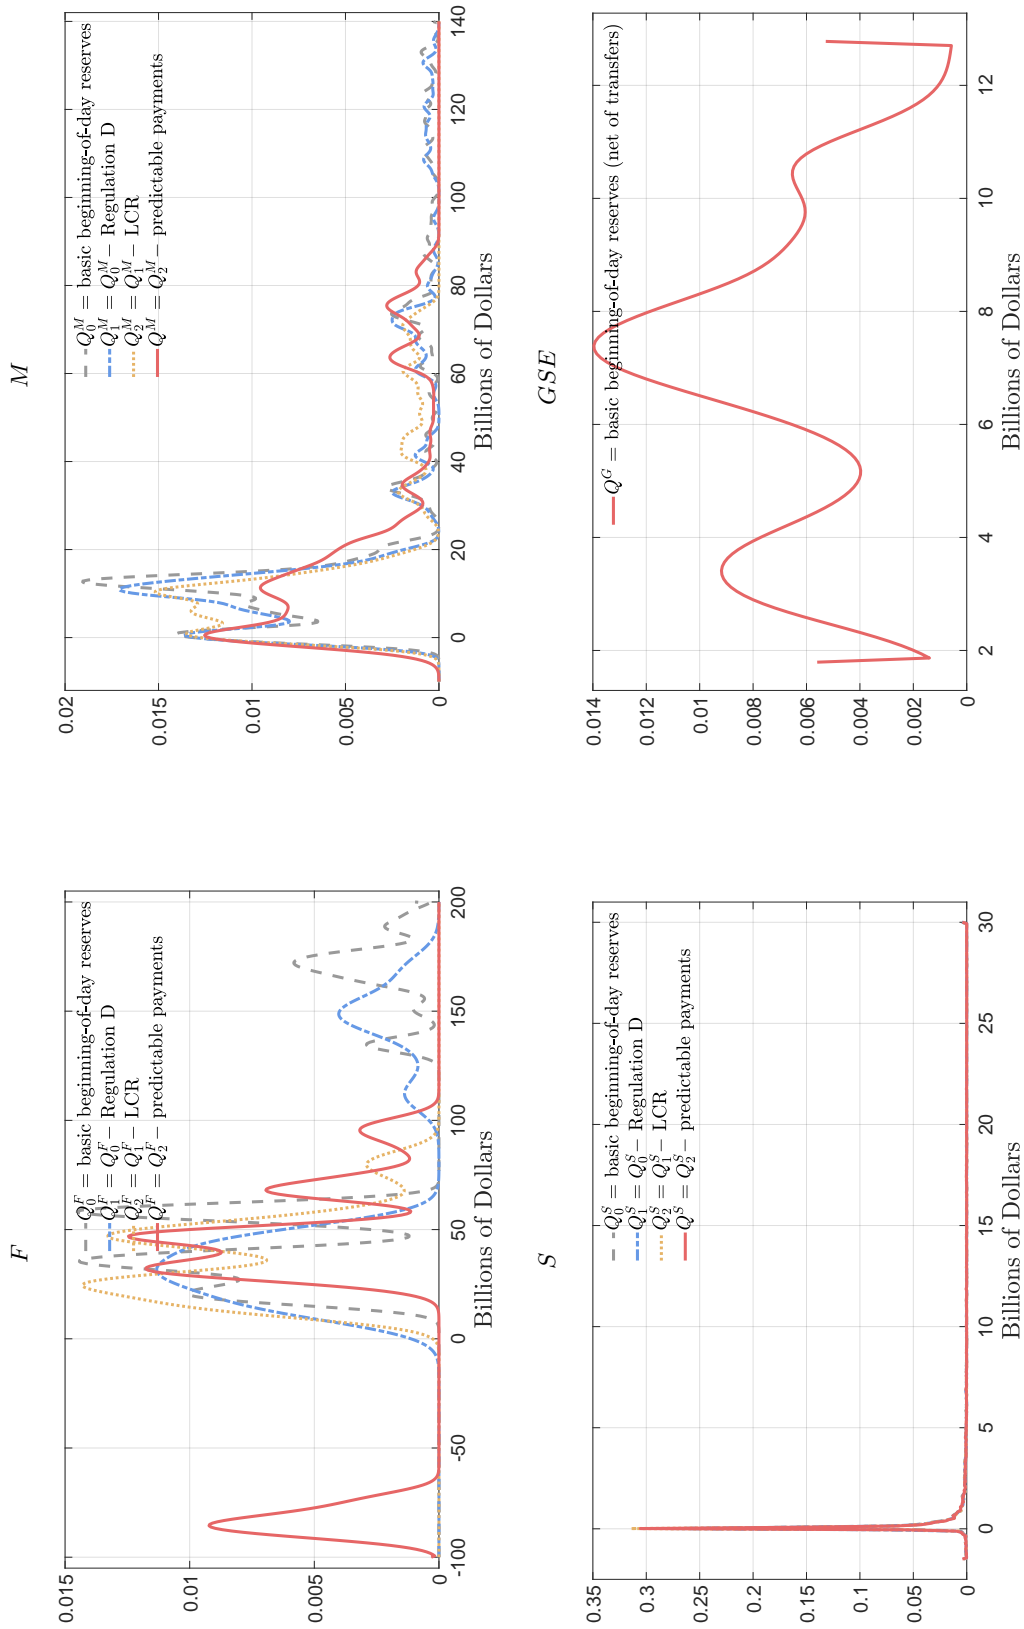 F
0.015
0.01
0.005
0
-100
-50
0
50
100
150
200
Billions of Dollars
Q_0^F = basic beginning-of-day reserves
Q_1^F = Q_0^F − Regulation D
Q_2^F = Q_1^F − LCR
Q^F = Q_2^F − predictable payments
M
0.02
0.015
0.01
0.005
0
0
20
40
60
80
100
120
140
Billions of Dollars
Q_0^M = basic beginning-of-day reserves
Q_1^M = Q_0^M − Regulation D
Q_2^M = Q_1^M − LCR
Q^M = Q_2^M − predictable payments
S
0.35
0.3
0.25
0.2
0.15
0.1
0.05
0
0
5
10
15
20
25
30
Billions of Dollars
Q_0^S = basic beginning-of-day reserves
Q_1^S = Q_0^S − Regulation D
Q_2^S = Q_1^S − LCR
Q^S = Q_2^S − predictable payments
GSE
0.014
0.012
0.01
0.008
0.006
0.004
0.002
0
2
4
6
8
10
12
Billions of Dollars
Q^G = basic beginning-of-day reserves (net of transfers)